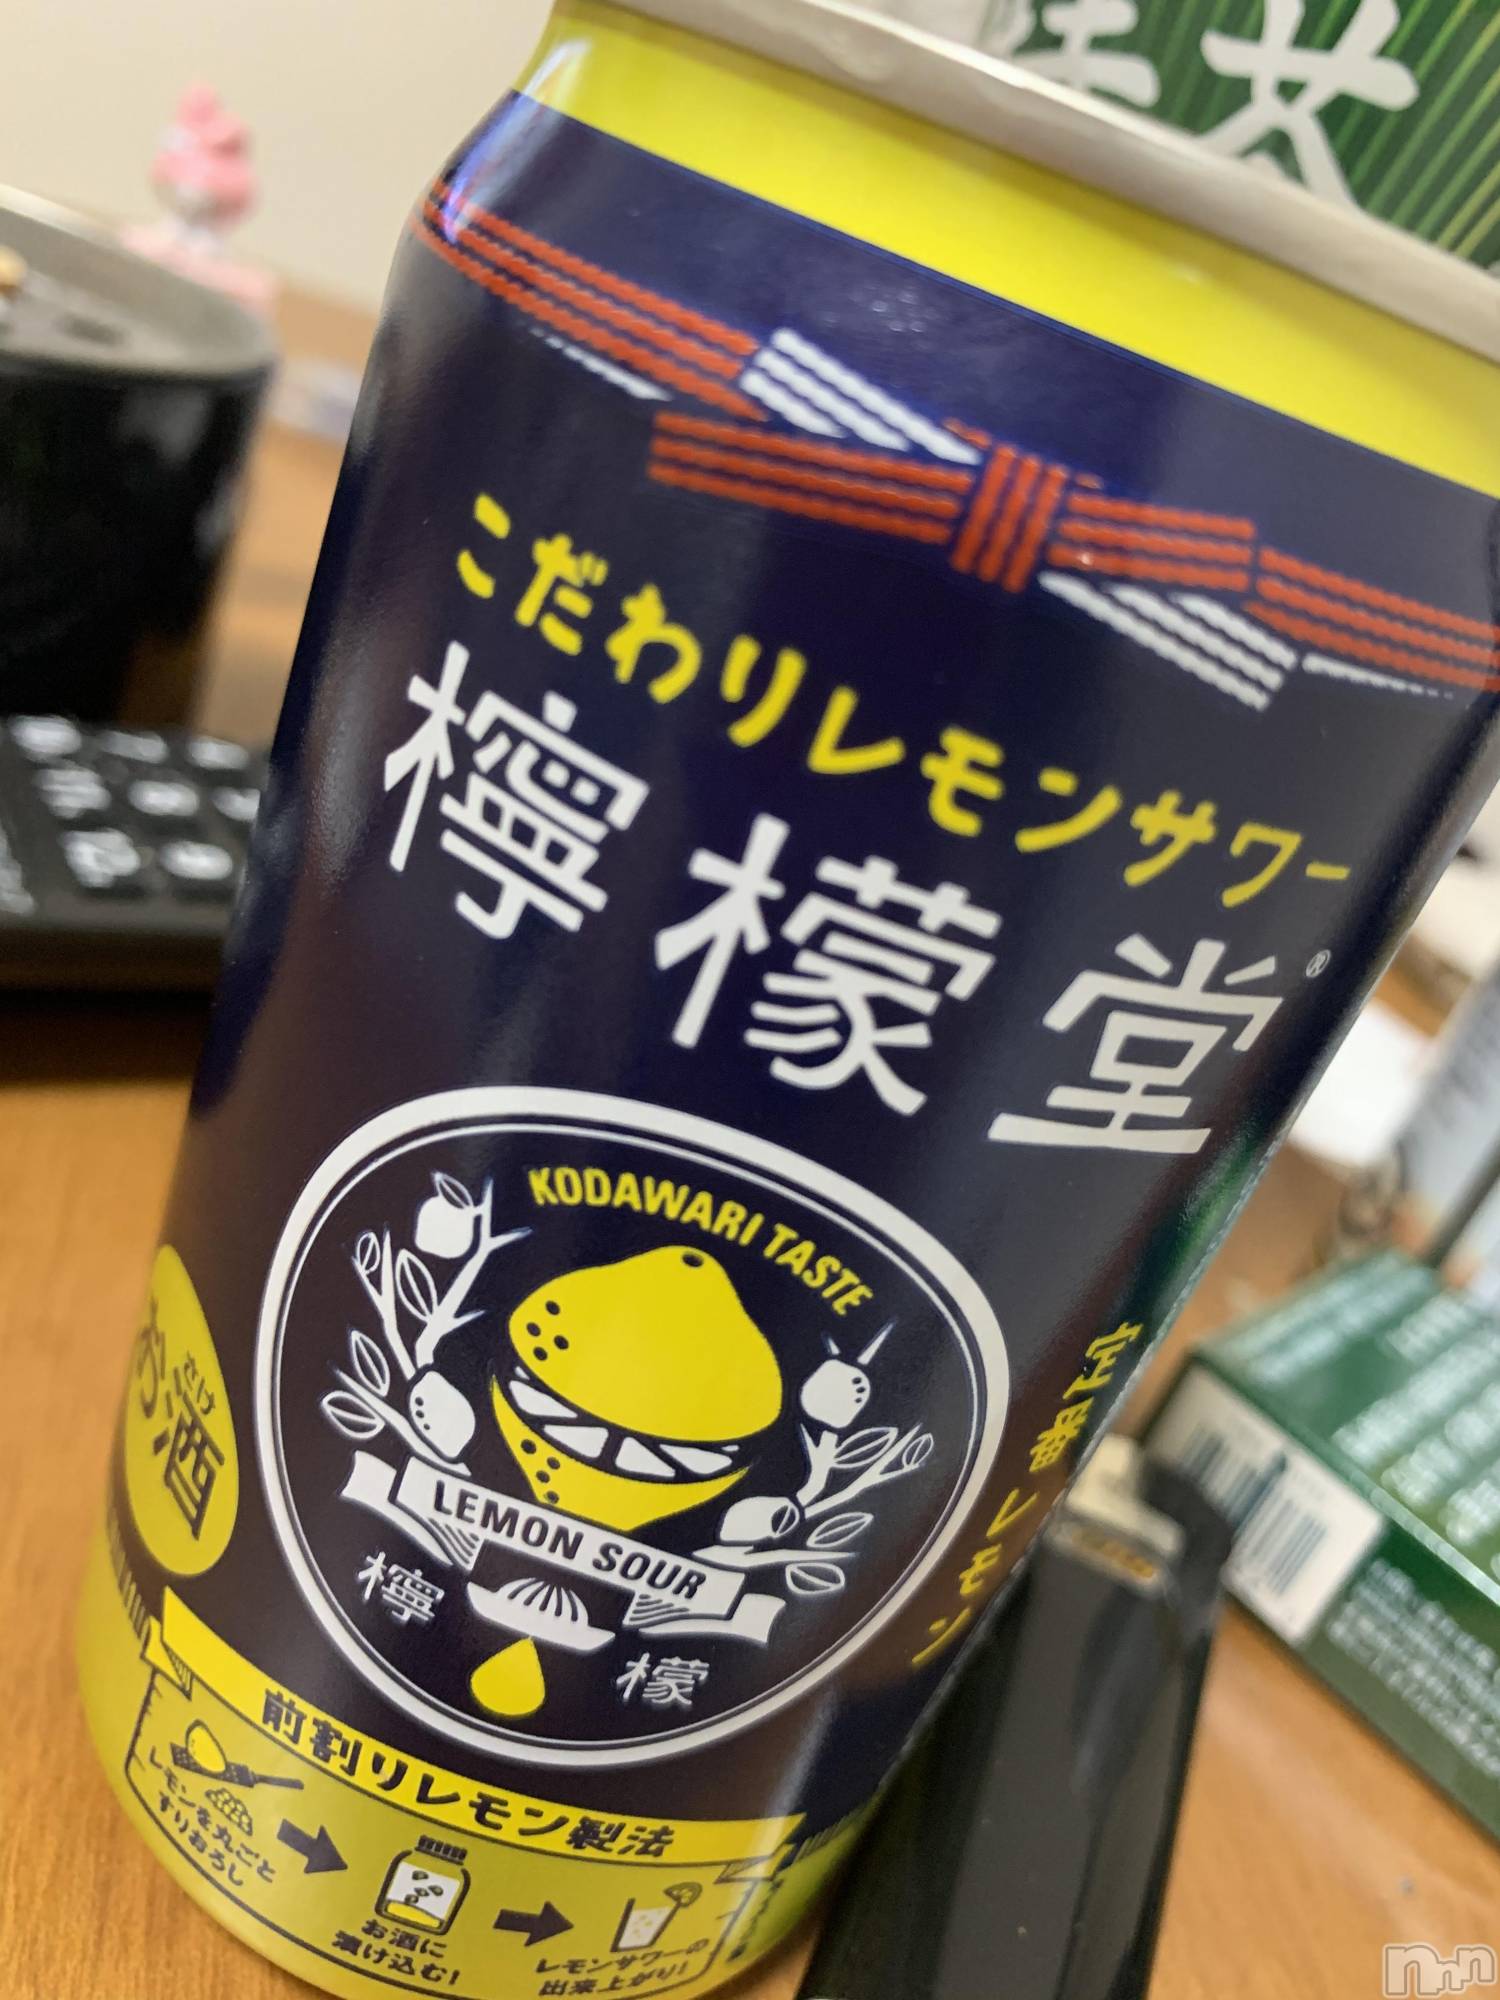 こだわりレモンサワー
檸檬堂®
KODAWARI TASTE
LEMON SOUR
檸
檬
定番レモン
さけ
お酒
前割りレモン製法
レモンを丸ごと
すりおろし
お酒に
漬け込む!
レモンサワーの
出来上がり!